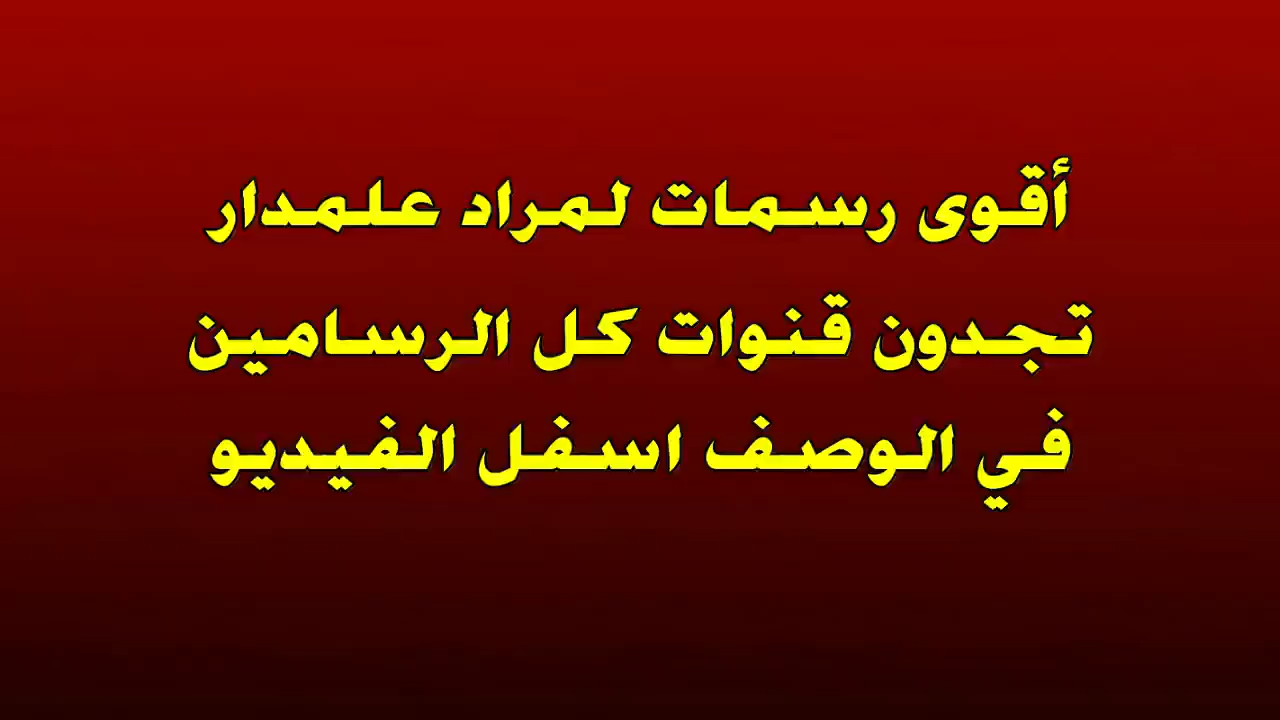 أقوى رسمات لمراد علمدار
تجدون قنوات كل الرسامين
في الوصف اسفل الفيديو